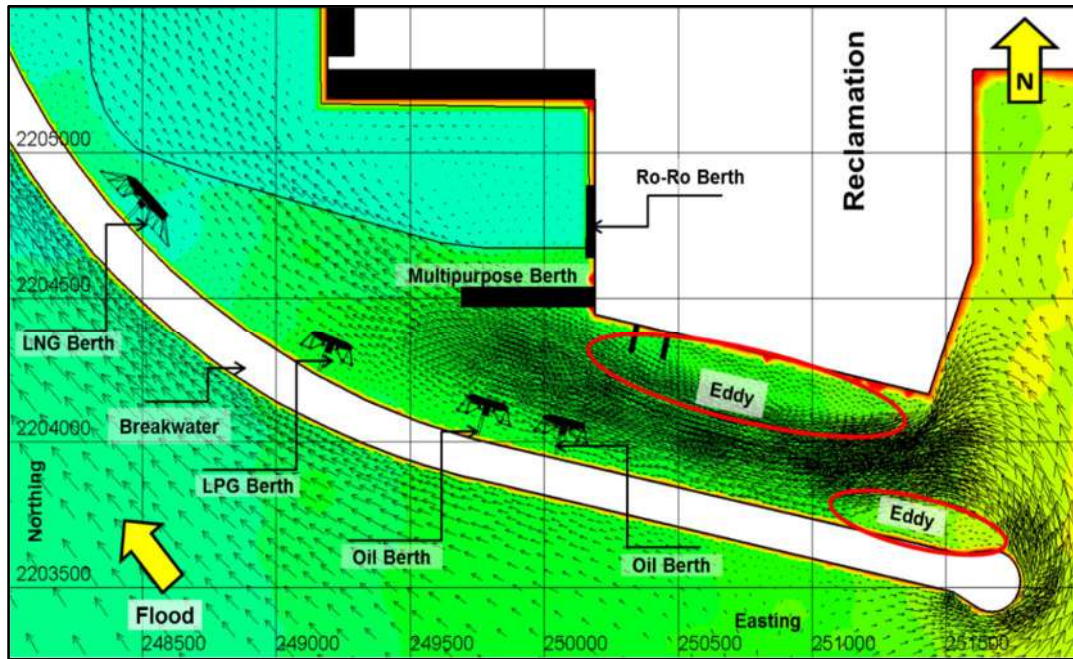 N
Reclamation
2205000
Ro-Ro Berth
Multipurpose Berth
2204500
LNG Berth
Eddy
Breakwater
2204000
LPG Berth
Northing
Eddy
Oil Berth
Oil Berth
2203500
Flood
Easting
248500
249000
249500
250000
250500
251000
251500